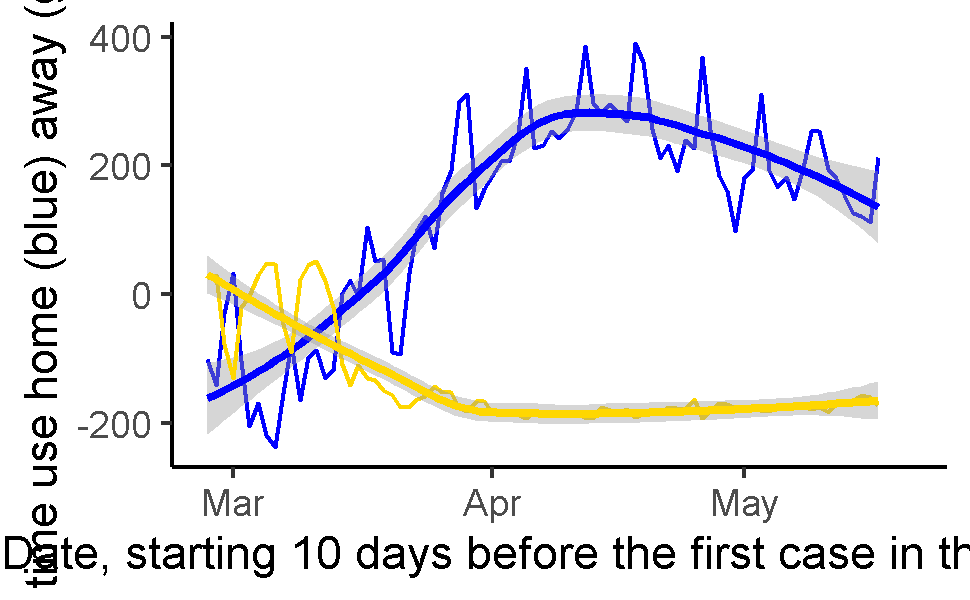 time use home (blue) away (
400
200
0
-200
Mar Apr May
Date, starting 10 days before the first case in th